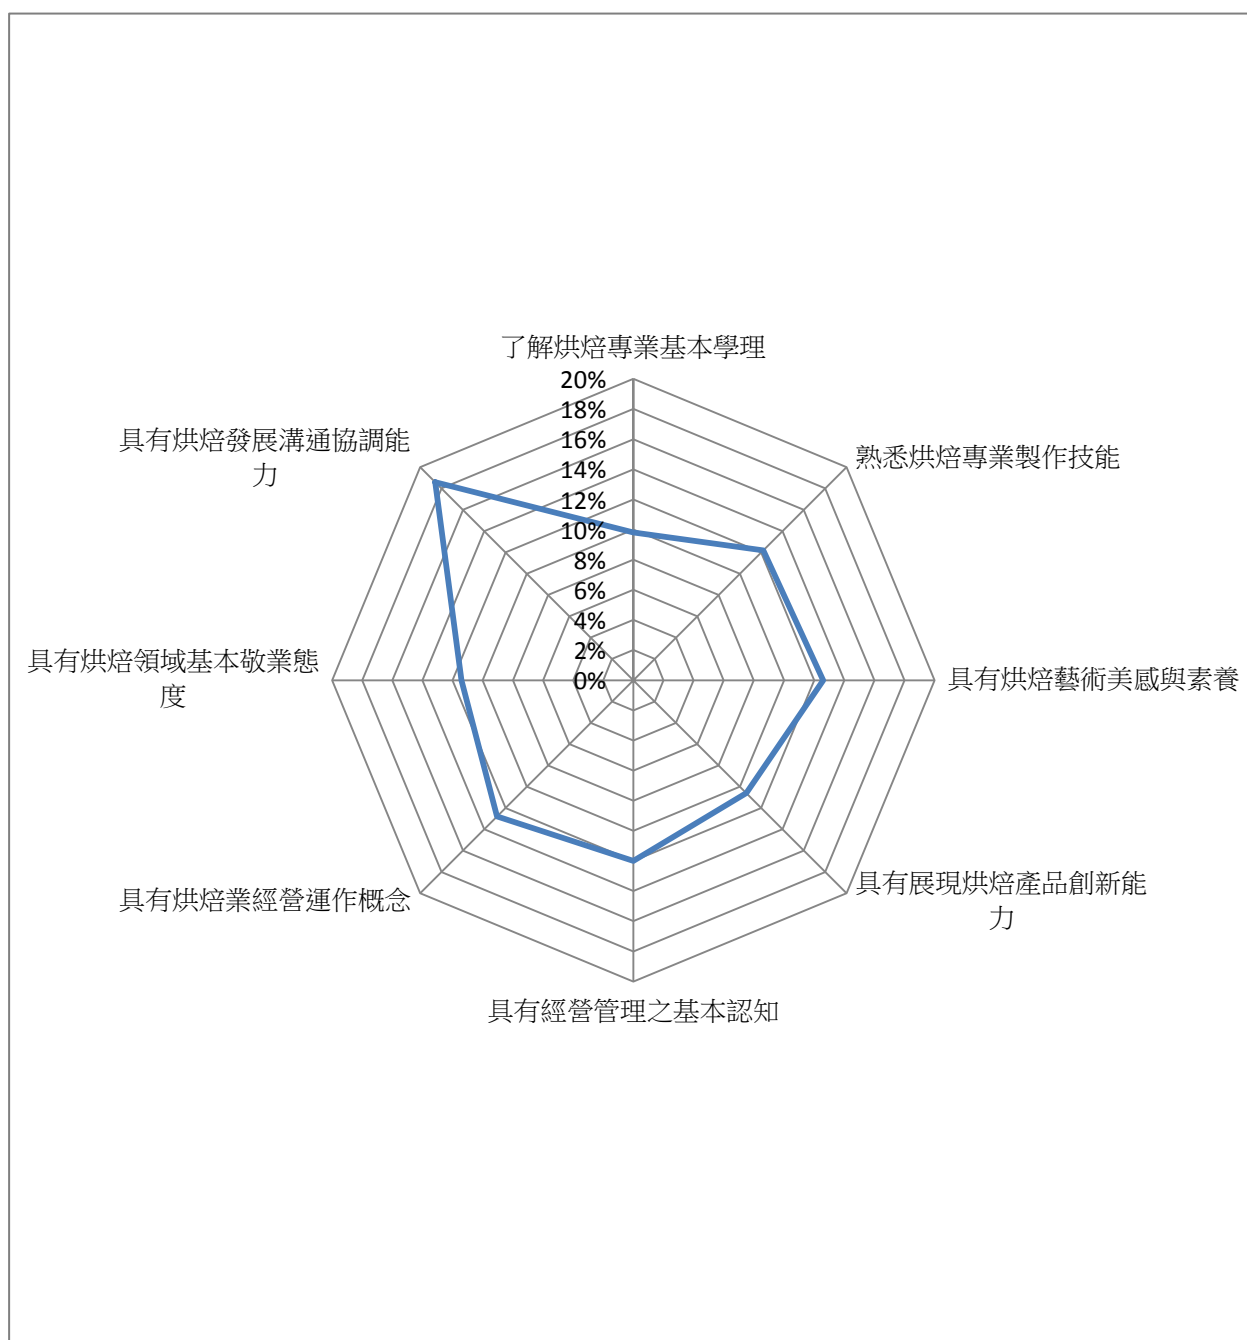 了解烘焙專業基本學理
20%
18%
16%
14%
12%
10%
8%
6%
4%
2%
0%
熟悉烘焙專業製作技能
具有烘焙藝術美感與素養
具有展現烘焙產品創新能
力
具有經營管理之基本認知
具有烘焙業經營運作概念
具有烘焙領域基本敬業態
度
具有烘焙發展溝通協調能
力